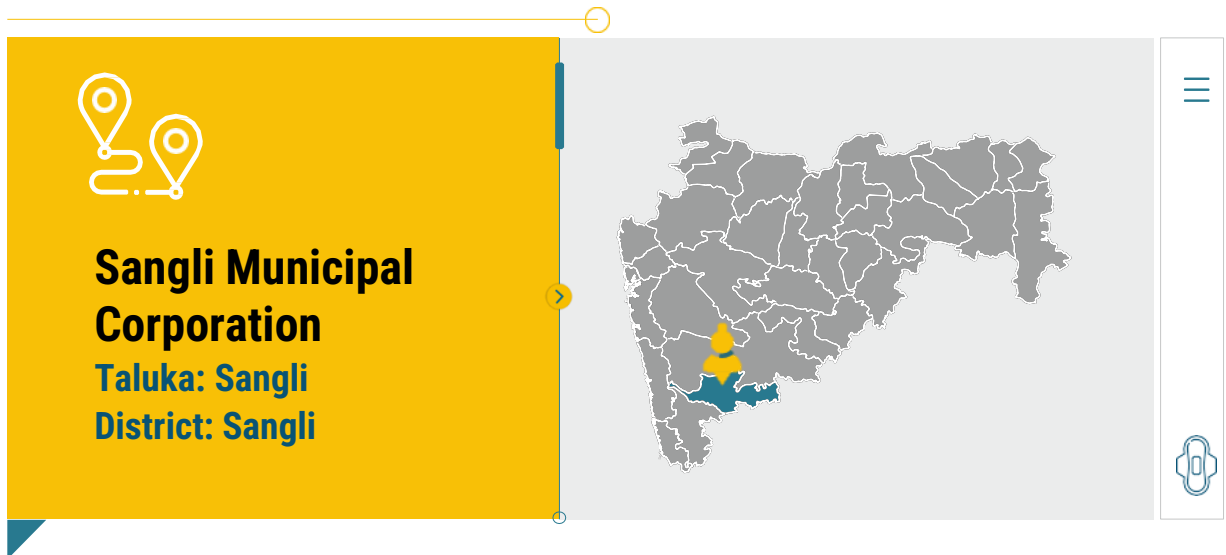 Sangli Municipal
Corporation
Taluka: Sangli
District: Sangli